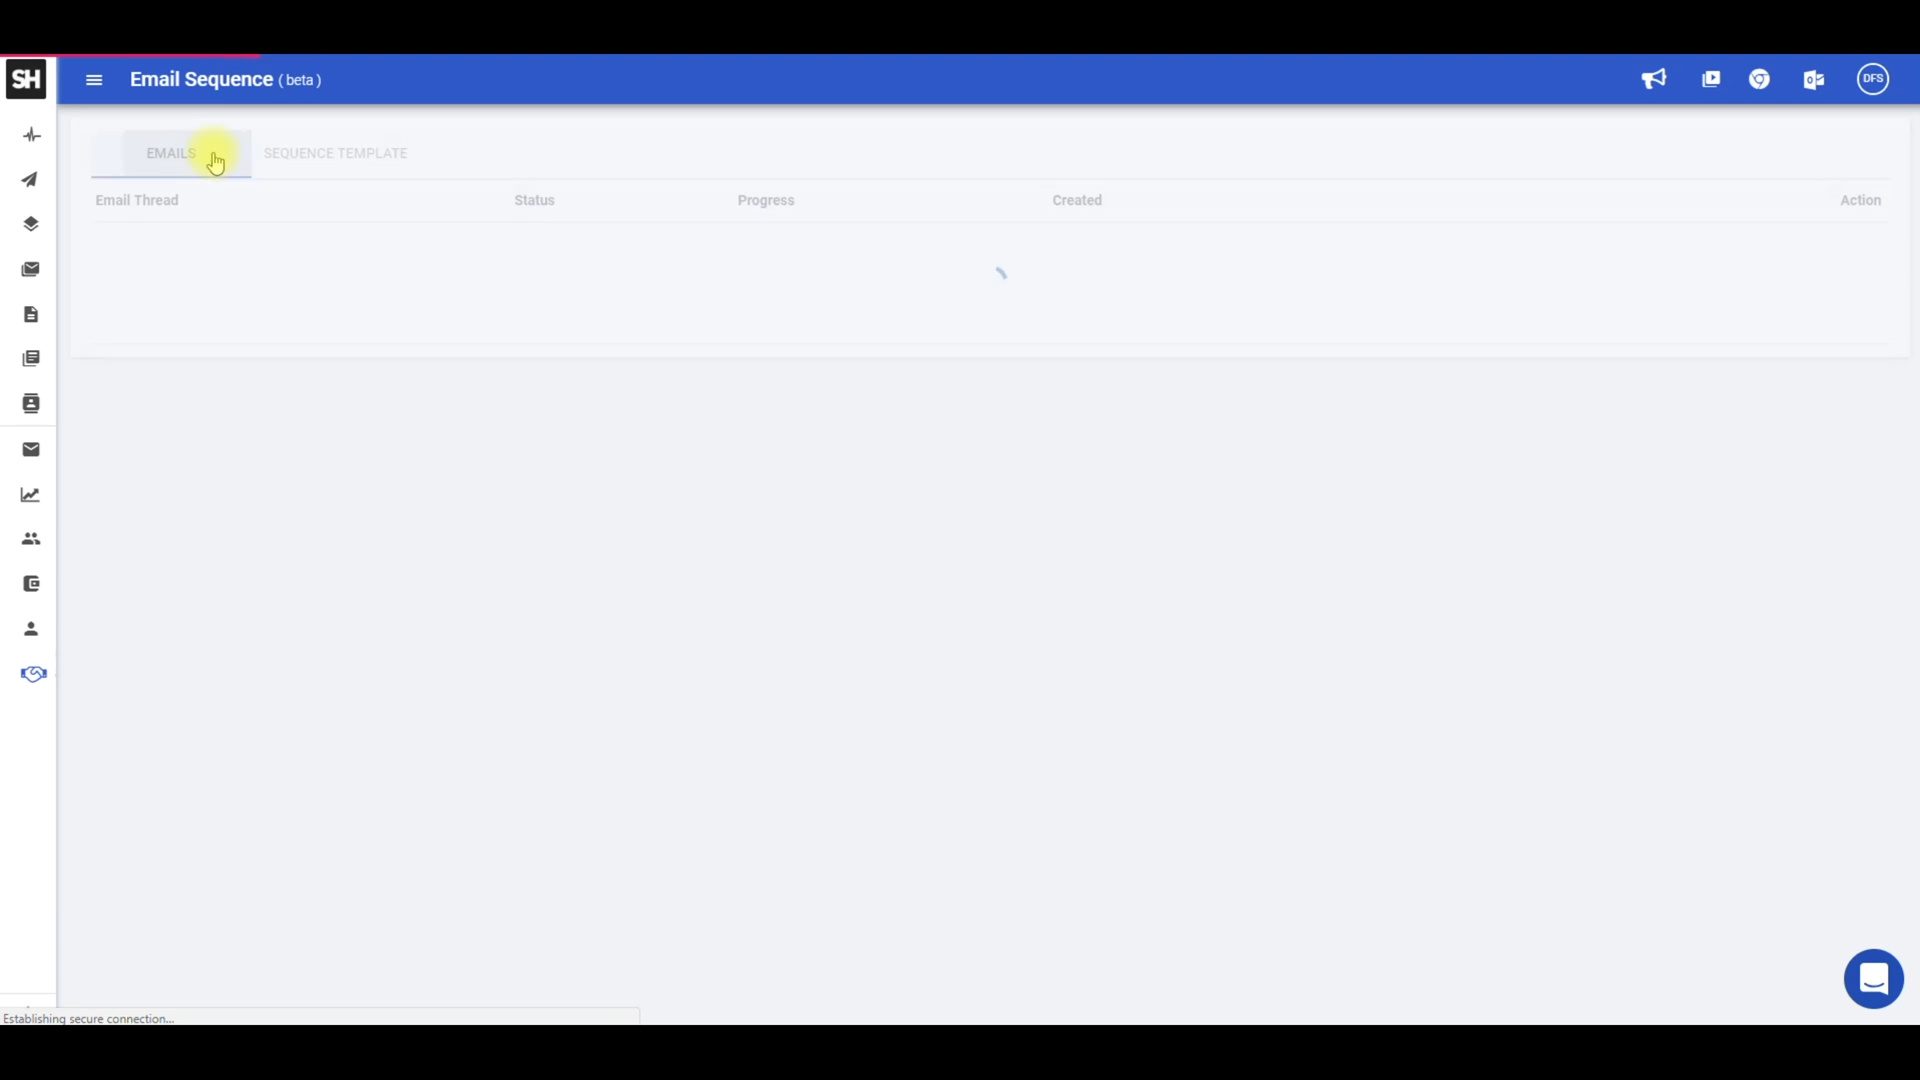 SH
Email Sequence ( beta )
DFS
EMAILS
SEQUENCE TEMPLATE
Email Thread Status Progress Created Action
Establishing secure connection...